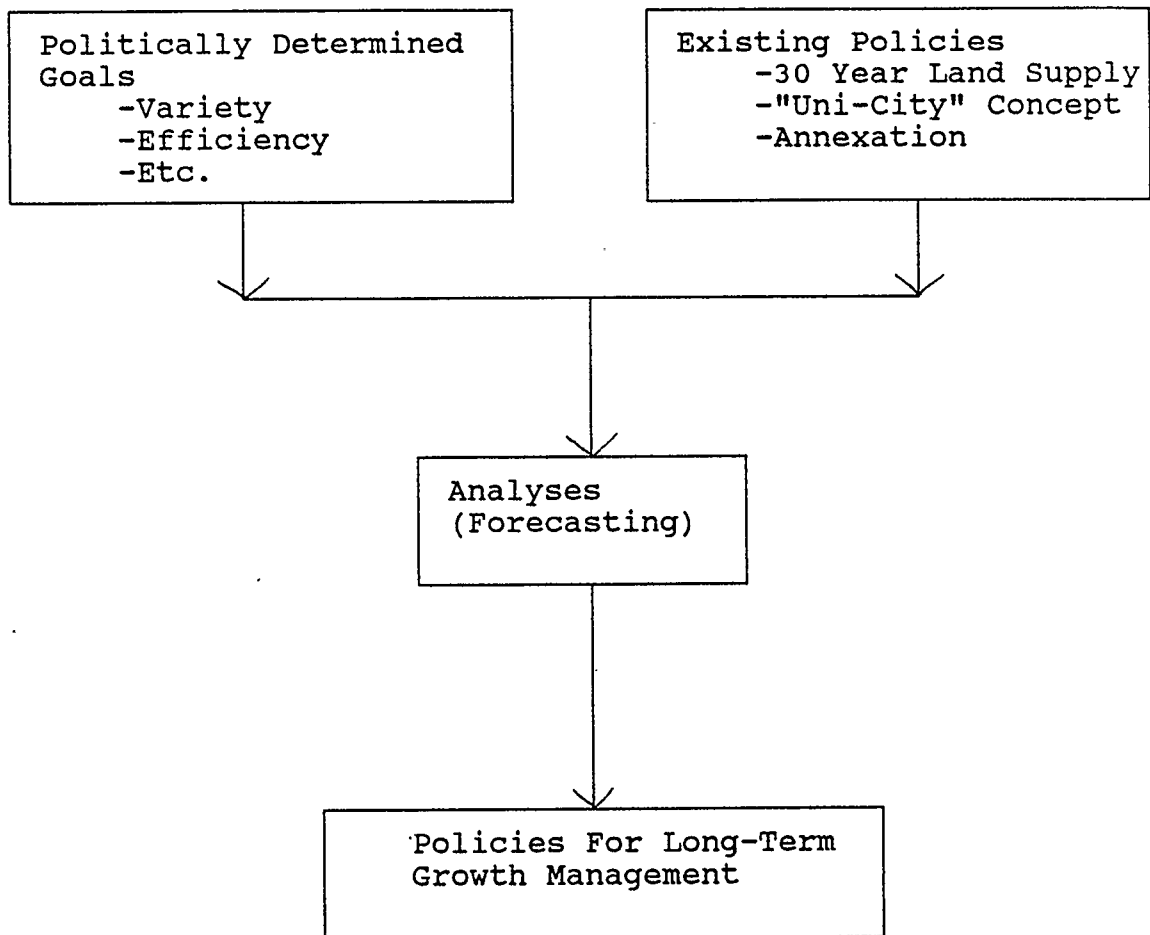 Politically Determined
Goals
-Variety
-Efficiency
-Etc.
Existing Policies
-30 Year Land Supply
-"Uni-City" Concept
-Annexation
Analyses
(Forecasting)
Policies For Long-Term
Growth Management